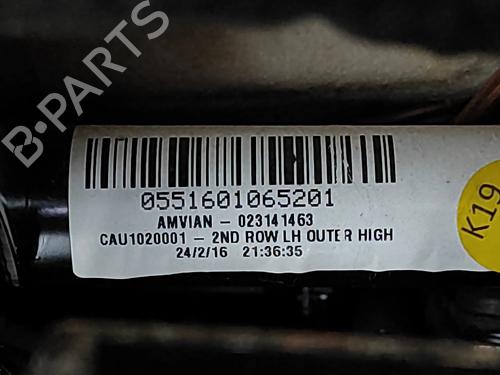 B-PARTS
0551601065201
AMVIAN - 023141463
CAU1020001 - 2ND ROW LH OUTER HIGH
24/2/16 21:36:35
K19